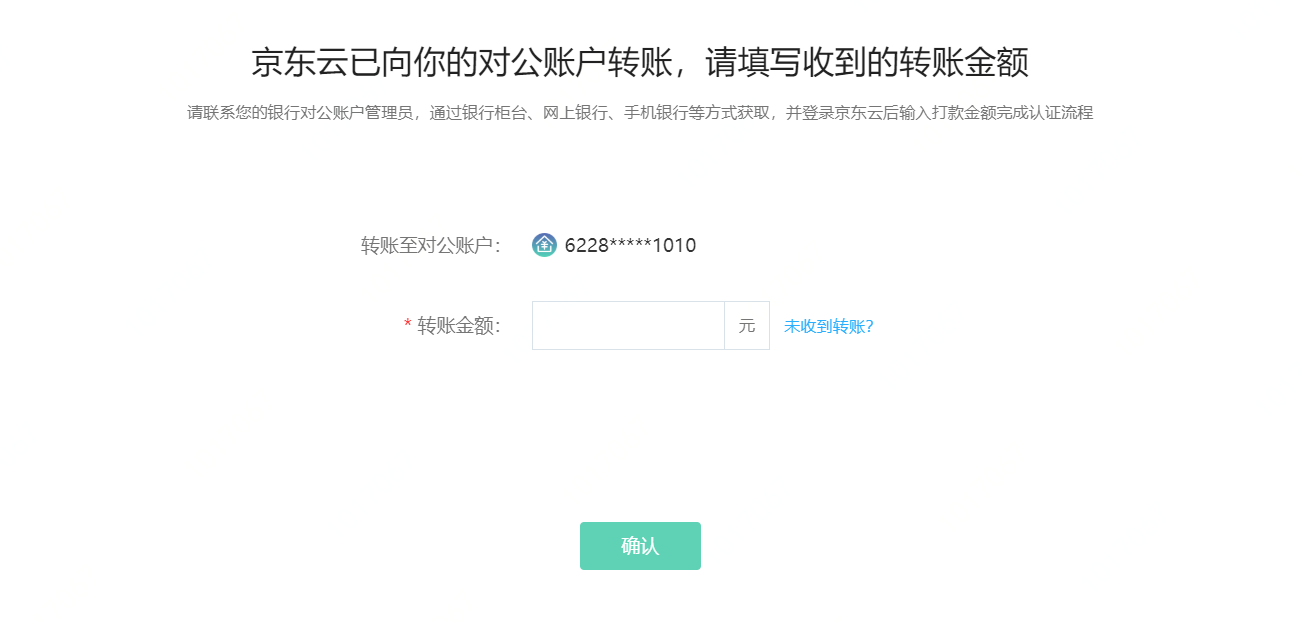 京东云已向你的对公账户转账，请填写收到的转账金额
请联系您的银行对公账户管理员，通过银行柜台、网上银行、手机银行等方式获取，并登录京东云后输入打款金额完成认证流程
转账至对公账户： 6228*****1010
* 转账金额： 元 未收到转账?
确认